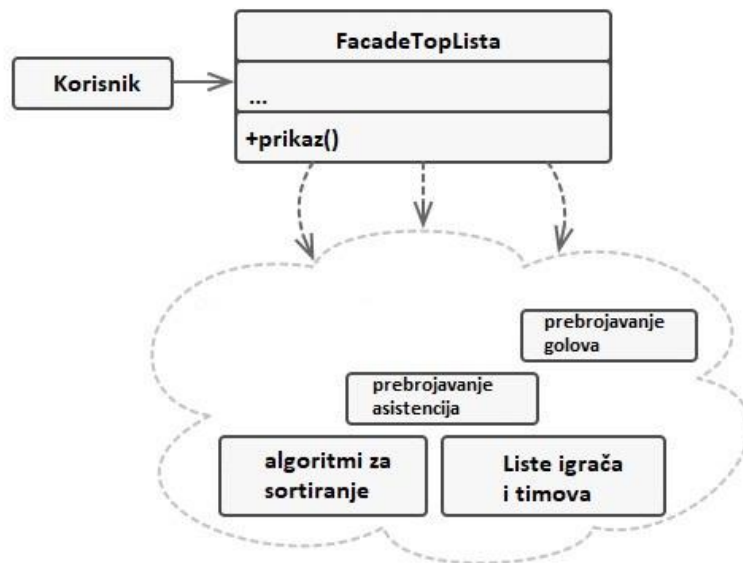 FacadeTopLista
Korisnik
...
+prikaz()
prebrojavanje
golova
prebrojavanje
asistencija
algoritmi za
sortiranje
Liste igrača
i timova